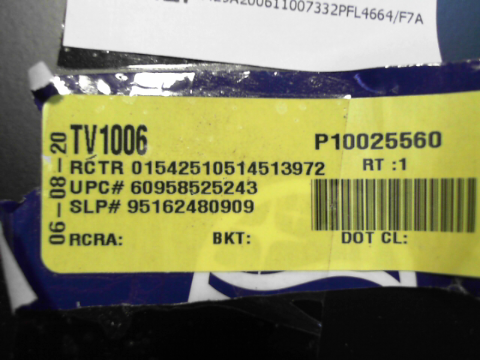 TV1006
P10025560
RCTR 01542510514513972
RT :1
UPC# 60958525243
SLP# 95162480909
06-08-20
RCRA:
BKT:
DOT CL: